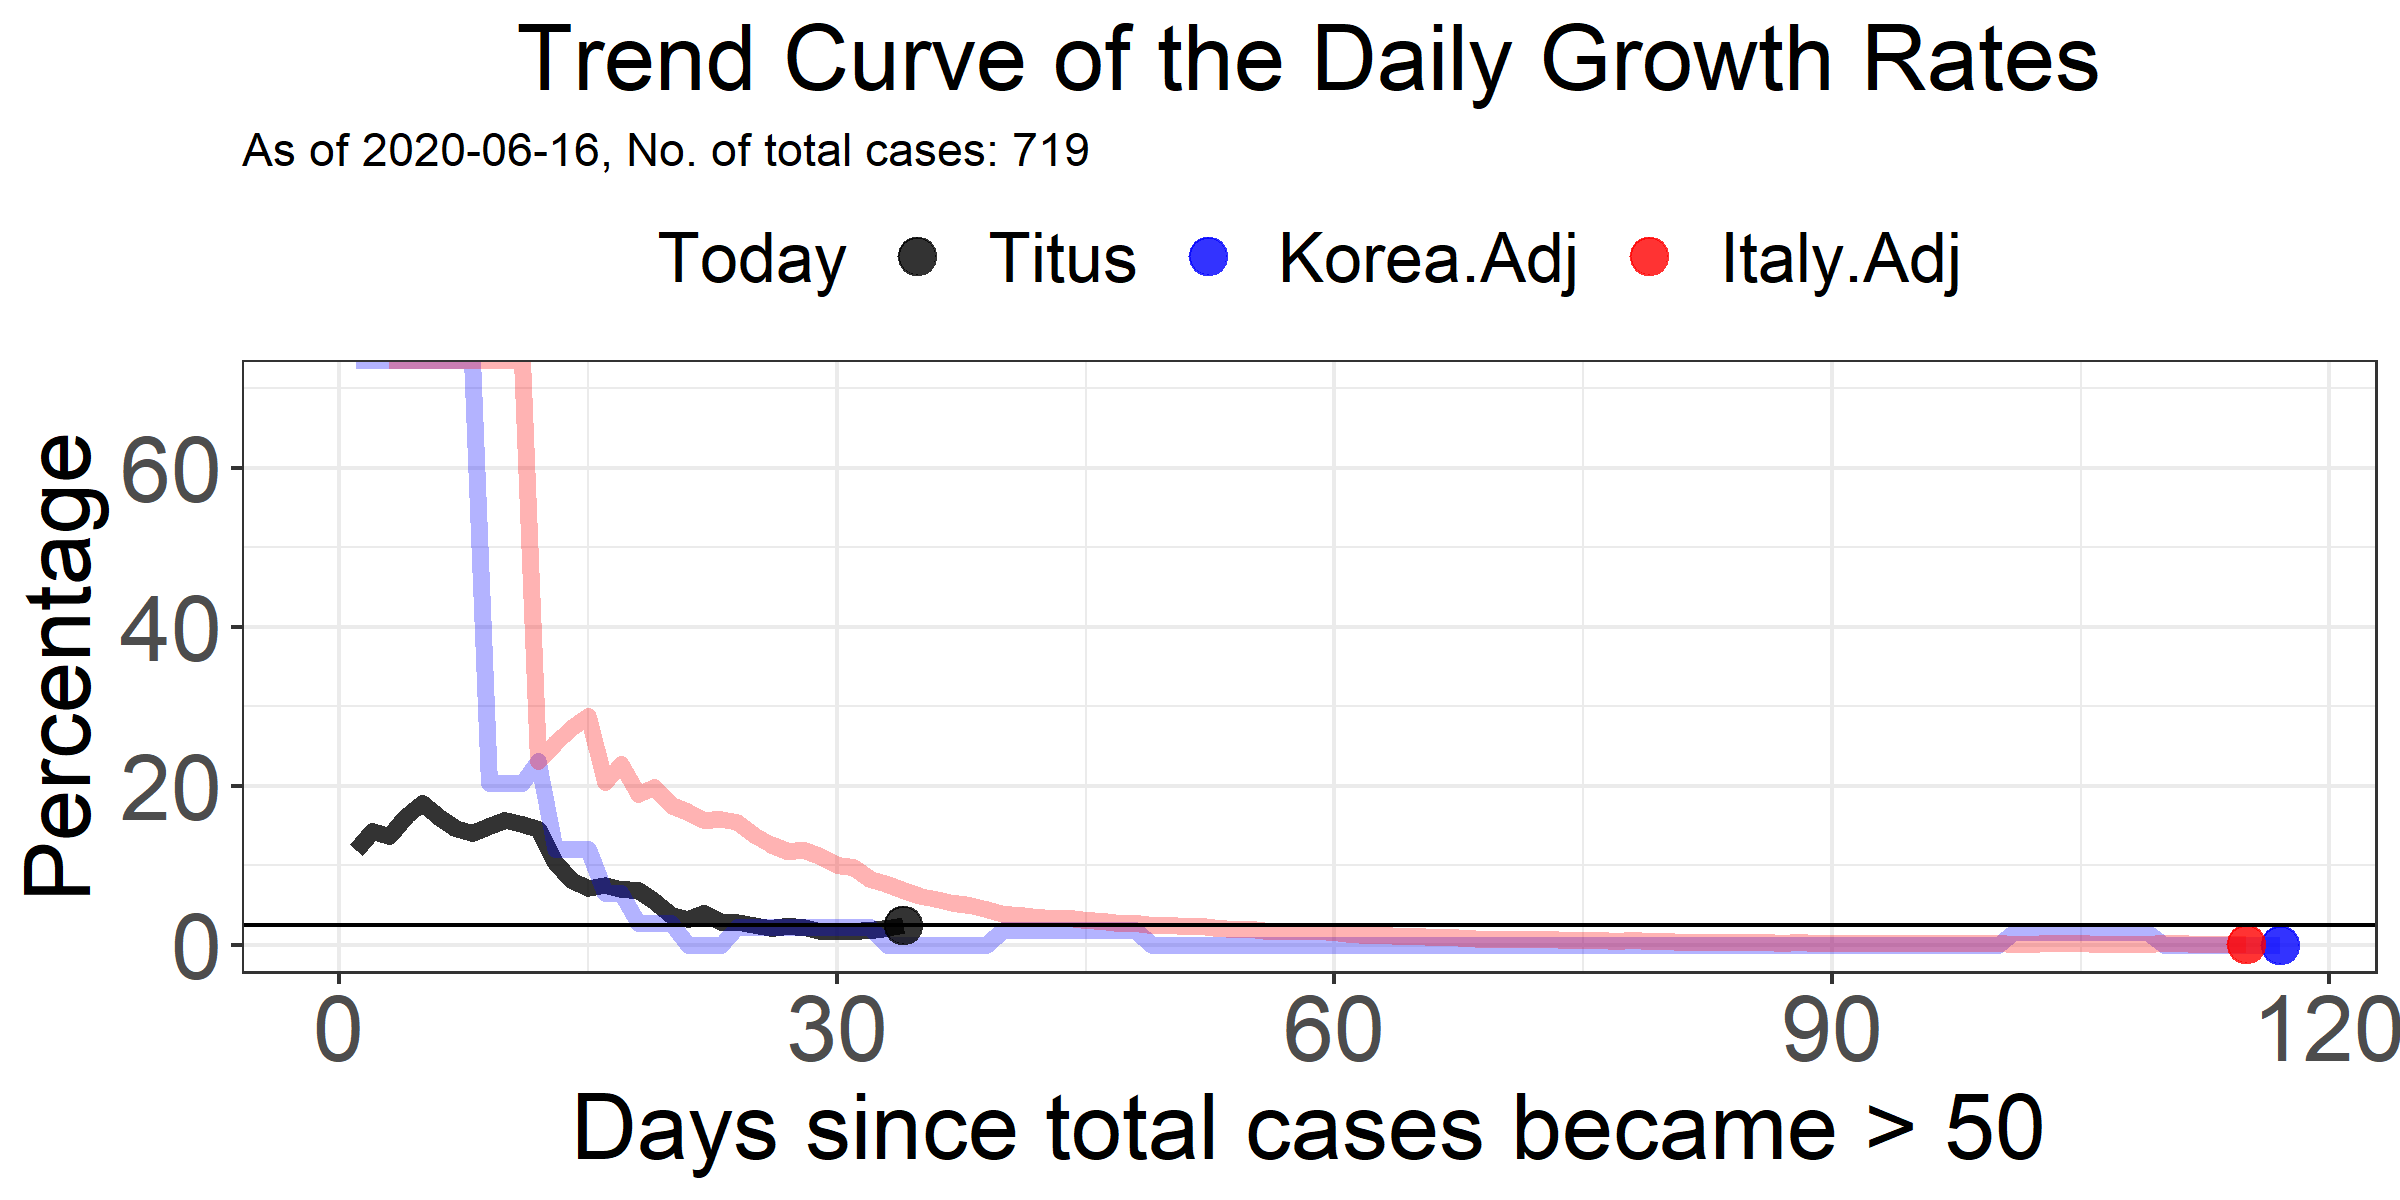 Trend Curve of the Daily Growth Rates
As of 2020-06-16, No. of total cases: 719
Today Titus Korea.Adj Italy.Adj
Percentage
60
40
20
0
0 30 60 90 120
Days since total cases became > 50